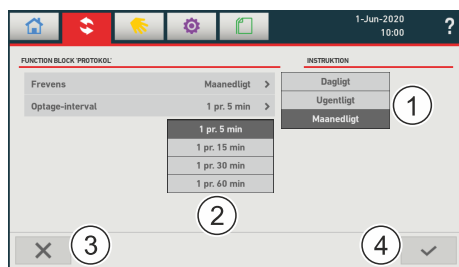 1-Jun-2020
10:00
?
FUNCTION BLOCK 'PROTOKOL'
INSTRUKTION
Frevens
Maanedligt >
Optage-interval
1 pr. 5 min >
Dagligt
Ugentligt
Maanedligt
1
1 pr. 5 min
1 pr. 15 min
1 pr. 30 min
1 pr. 60 min
2
3
4